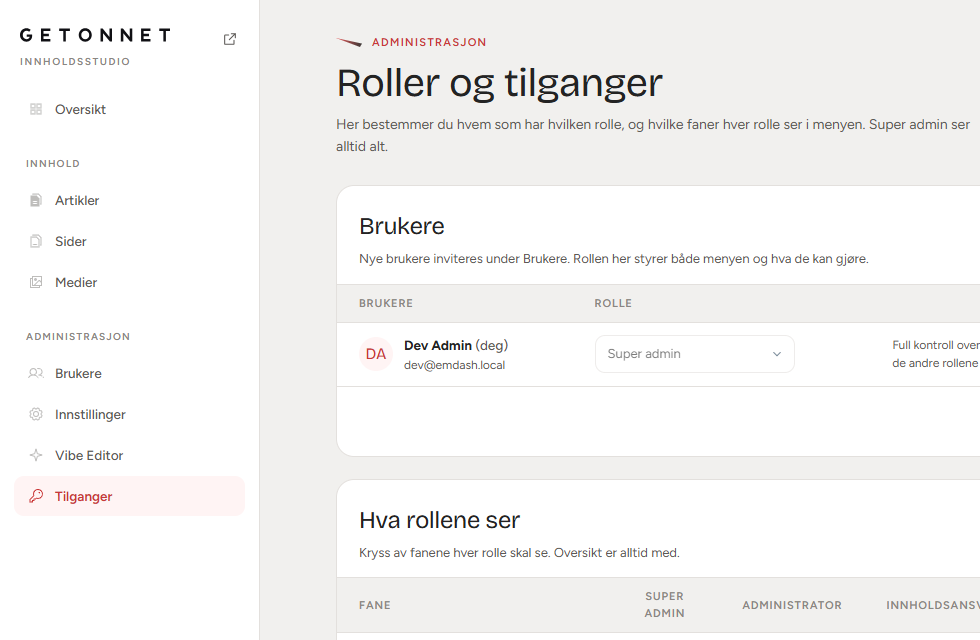 GETONNET
INNHOLDSSTUDIO
Oversikt
INNHOLD
Artikler
Sider
Medier
ADMINISTRASJON
Brukere
Innstillinger
Vibe Editor
Tilganger
ADMINISTRASJON
Roller og tilganger
Her bestemmer du hvem som har hvilken rolle, og hvilke faner hver rolle ser i menyen. Super admin ser
alltid alt.
Brukere
Nye brukere inviteres under Brukere. Rollen her styrer både menyen og hva de kan gjøre.
BRUKERE ROLLE
DA
Dev Admin (deg)
dev@emdash.local
Super admin
Full kontroll over
de andre rollene
Hva rollene ser
Kryss av fanene hver rolle skal se. Oversikt er alltid med.
FANE
SUPER
ADMIN
ADMINISTRATOR
INNHOLDSANSV